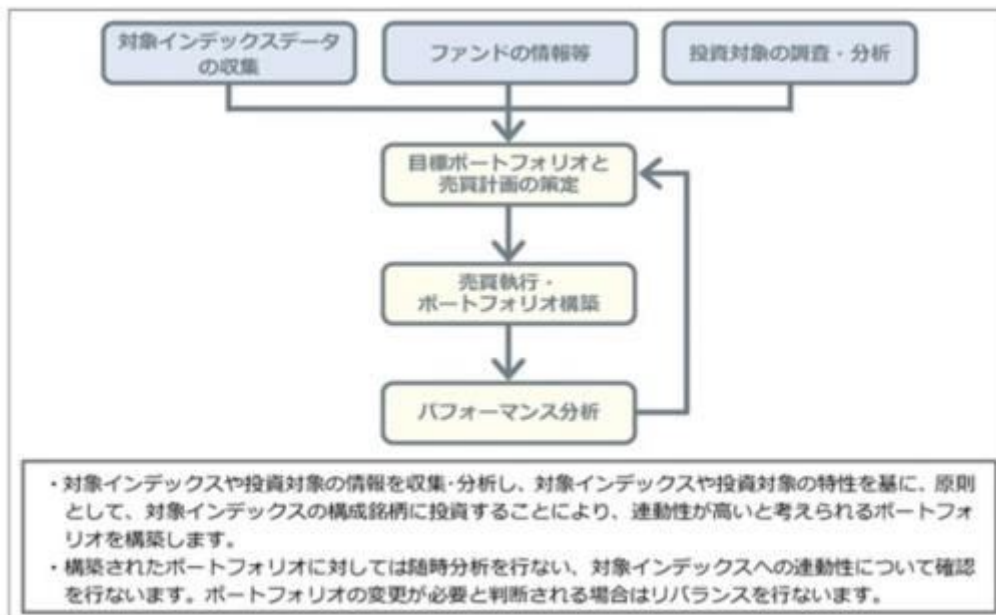 対象インデックスデータ
の収集
ファンドの情報等
投資対象の調査・分析
目標ポートフォリオと
売買計画の策定
売買執行・
ポートフォリオ構築
パフォーマンス分析
・対象インデックスや投資対象の情報を収集・分析し、対象インデックスや投資対象の特性を基に、原則
として、対象インデックスの構成銘柄に投資することにより、連動性が高いと考えられるポートフォ
リオを構築します。
・構築されたポートフォリオに対しては随時分析を行ない、対象インデックスへの連動性について確認
を行ないます。ポートフォリオの変更が必要と判断される場合はリバランスを行ないます。